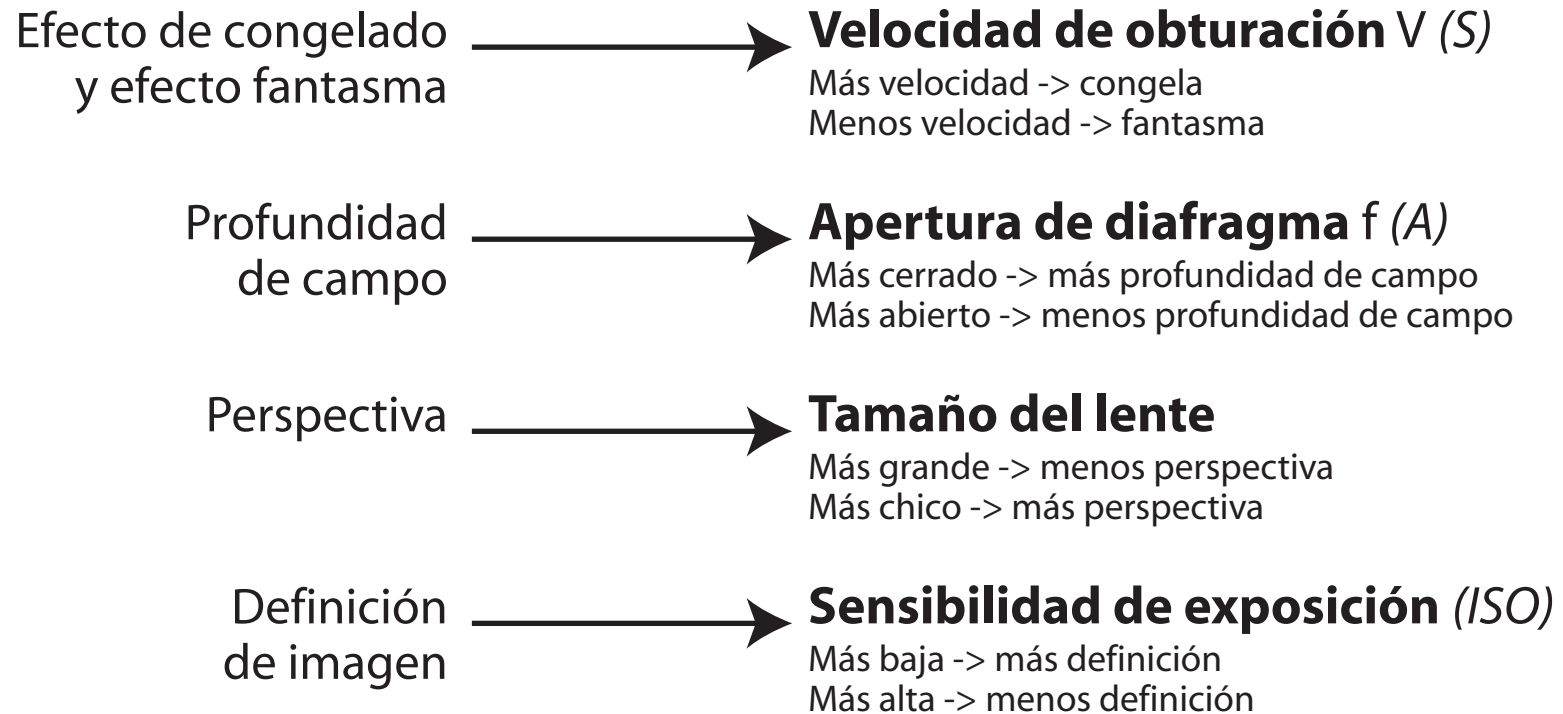 Efecto de congelado
y efecto fantasma
Velocidad de obturación V (S)
Más velocidad -> congela
Menos velocidad -> fantasma
Profundidad
de campo
Apertura de diafragma f (A)
Más cerrado -> más profundidad de campo
Más abierto -> menos profundidad de campo
Perspectiva
Tamaño del lente
Más grande -> menos perspectiva
Más chico -> más perspectiva
Definición
de imagen
Sensibilidad de exposición (ISO)
Más baja -> más definición
Más alta -> menos definición